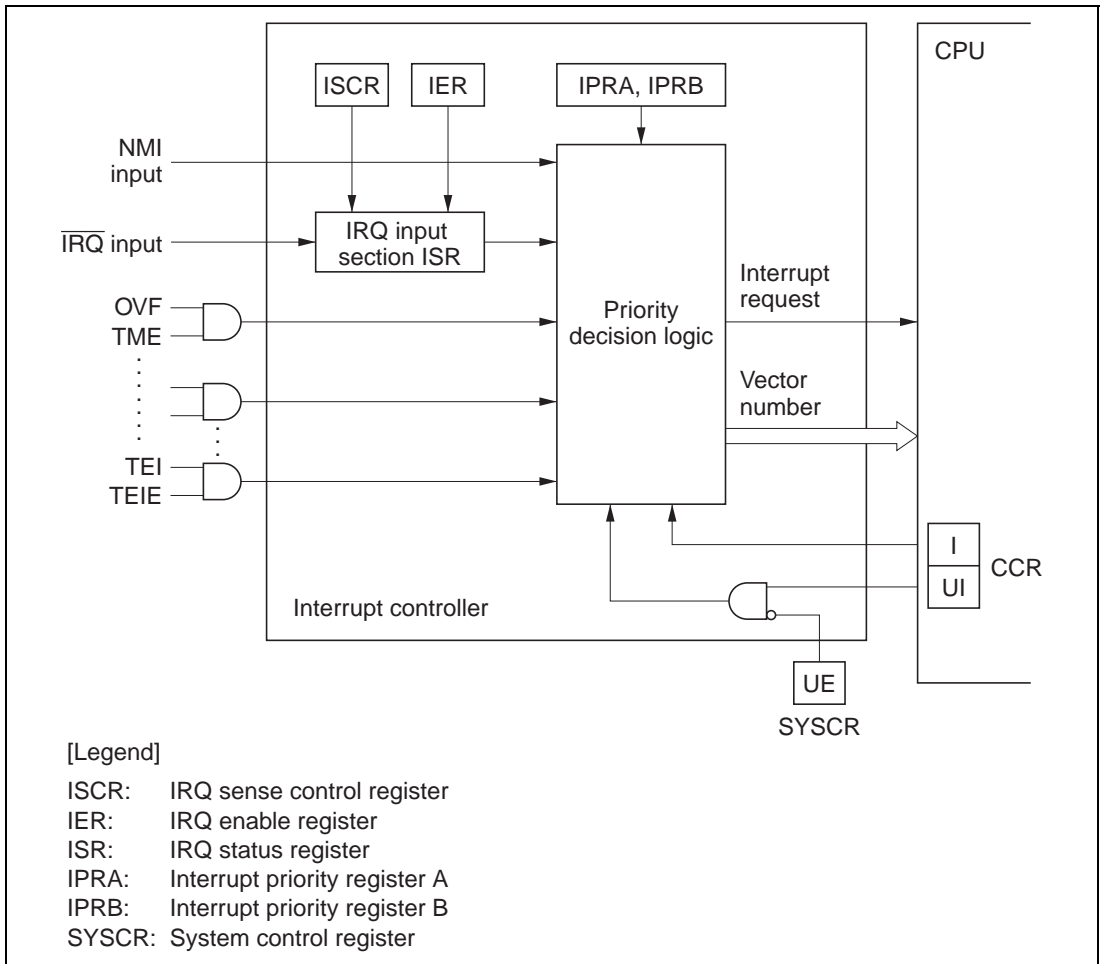 CPU
ISCR
IER
IPRA, IPRB
NMI
input
IRQ input
IRQ input
section ISR
OVF
TME
Priority
decision logic
Interrupt
request
Vector
number
TEI
TEIE
I
UI
CCR
Interrupt controller
UE
SYSCR
[Legend]
ISCR: IRQ sense control register
IER: IRQ enable register
ISR: IRQ status register
IPRA: Interrupt priority register A
IPRB: Interrupt priority register B
SYSCR: System control register